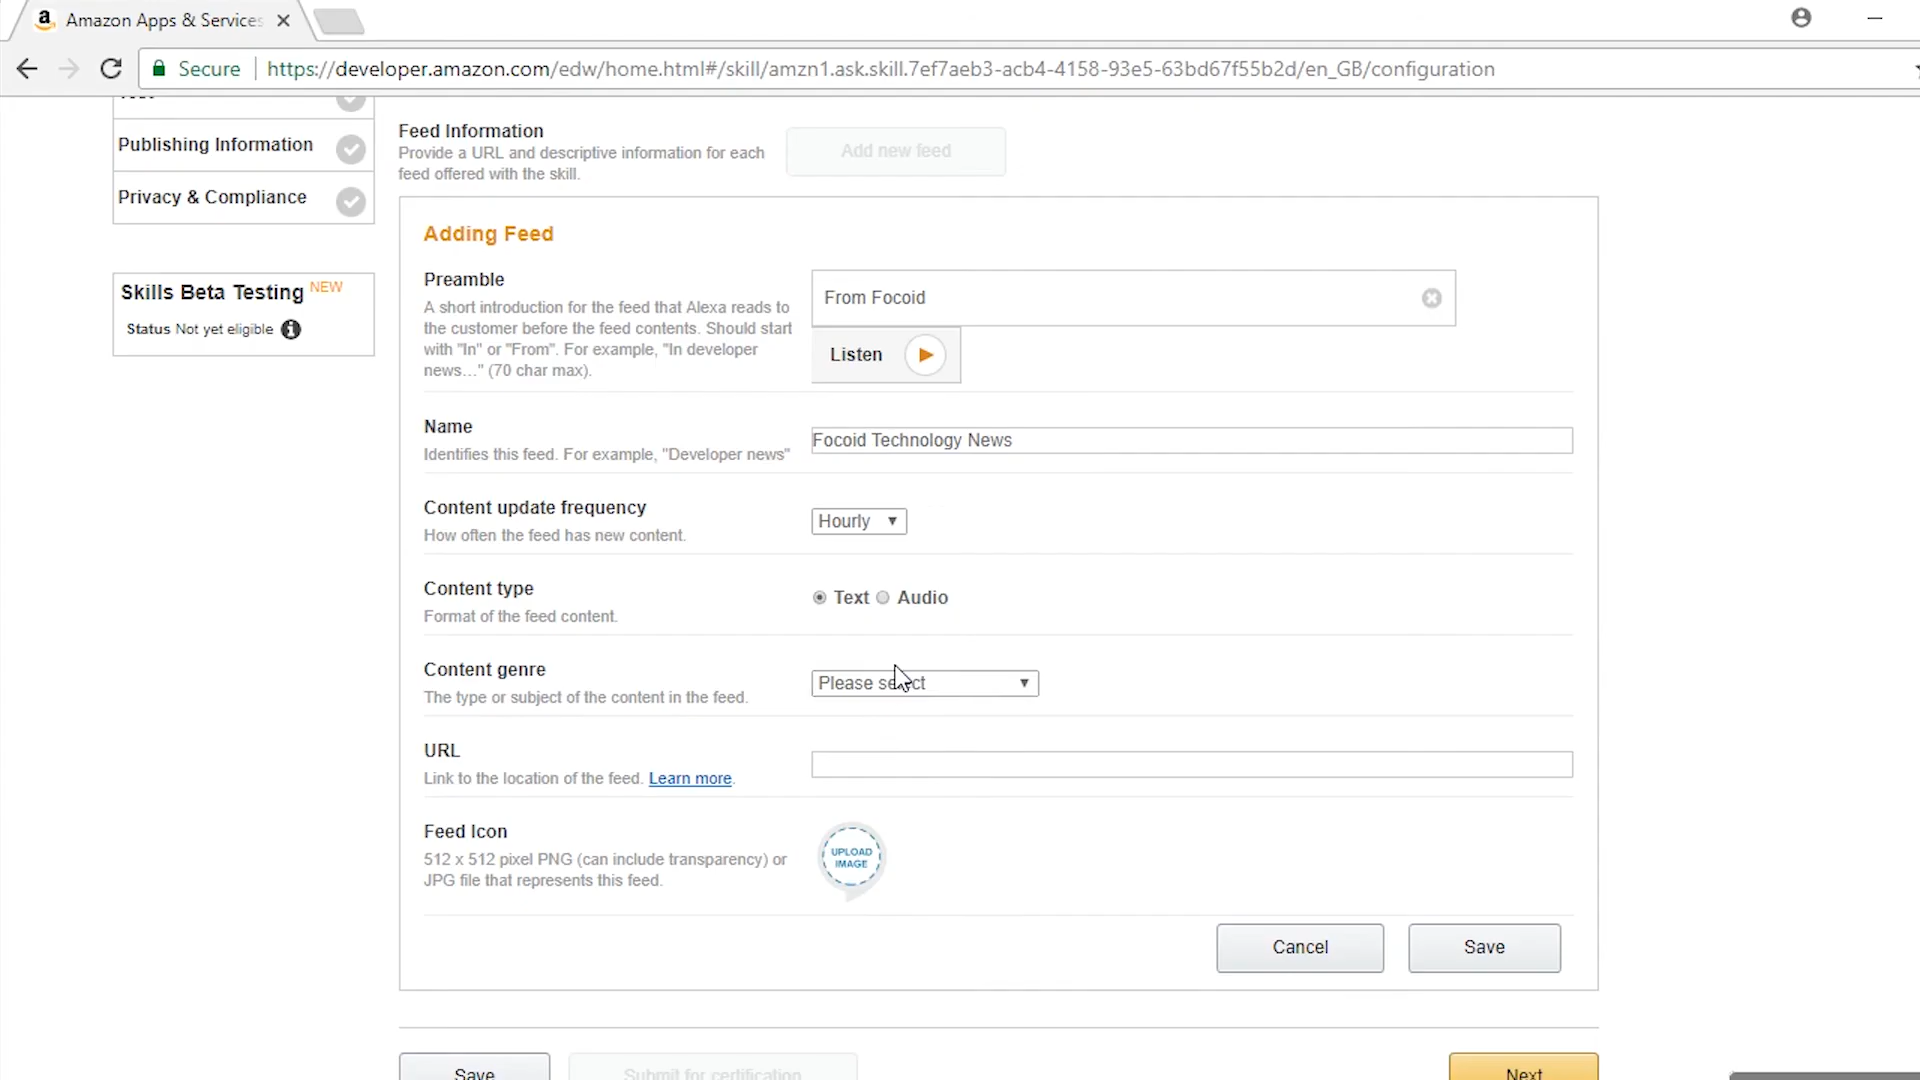 Amazon Apps & Services
Secure
https://developer.amazon.com/edw/home.html#/skill/amzn1.ask.skill.7ef7aeb3-acb4-4158-93e5-63bd67f55b2d/en_GB/configuration
Publishing Information
Privacy & Compliance
Skills Beta Testing NEW
Status Not yet eligible
Feed Information
Provide a URL and descriptive information for each
feed offered with the skill.
Add new feed
Adding Feed
Preamble
A short introduction for the feed that Alexa reads to
the customer before the feed contents. Should start
with "In" or "From". For example, "In developer
news…" (70 char max).
From Focoid
Listen
Name
Identifies this feed. For example, "Developer news"
Focoid Technology News
Content update frequency
How often the feed has new content.
Hourly
Content type
Format of the feed content.
Text Audio
Content genre
The type or subject of the content in the feed.
Please select
URL
Link to the location of the feed. Learn more.
Feed Icon
512 x 512 pixel PNG (can include transparency) or
JPG file that represents this feed.
UPLOAD
IMAGE
Cancel
Save
Save
Submit for certification
Next